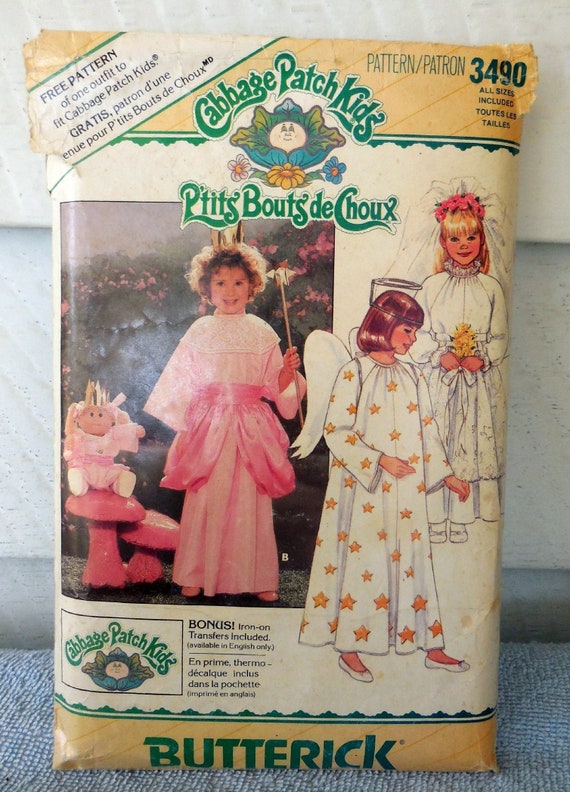 FREE PATTERN
of one outfit to
fit Cabbage Patch Kids®
GRATIS, patron d'une
enue pour P'tits Bouts de Choux MD
Cabbage Patch Kids
P'tits Bouts de Choux
PATTERN/PATRON 3490
ALL SIZES
INCLUDED
TOUTES LES
TAILLES
B
Cabbage Patch Kids
BONUS! Iron-on
Transfers Included.
(available in English only.)
En prime, thermo-
décalque inclus
dans la pochette
(imprimé en anglais)
BUTTERICK®